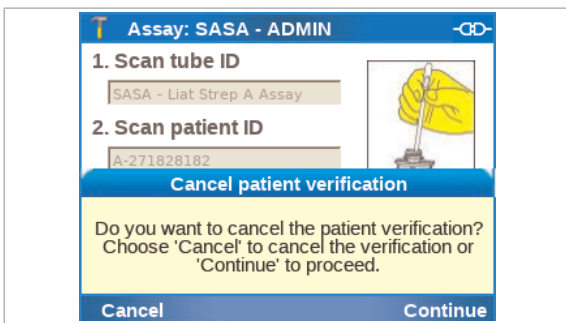 Assay: SASA - ADMIN
1. Scan tube ID
SASA - Liat Strep A Assay
2. Scan patient ID
A-271828182
Cancel patient verification
Do you want to cancel the patient verification?
Choose 'Cancel' to cancel the verification or
'Continue' to proceed.
Cancel Continue